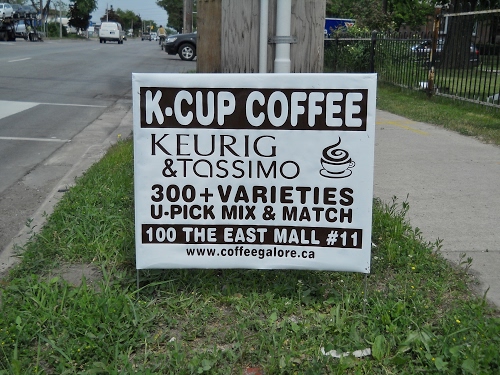 K-CUP COFFEE
KEURIG
& TASSIMO
300+ VARIETIES
U-PICK MIX & MATCH
100 THE EAST MALL #11
www.coffeegalore.ca